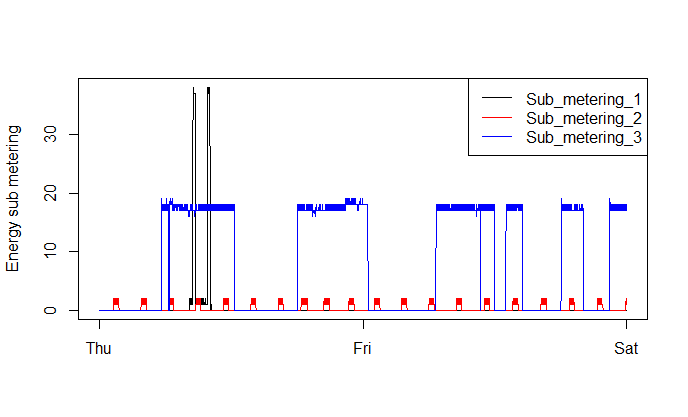 Sub_metering_1
Sub_metering_2
Sub_metering_3
Energy sub metering
30
20
10
0
Thu
Fri
Sat